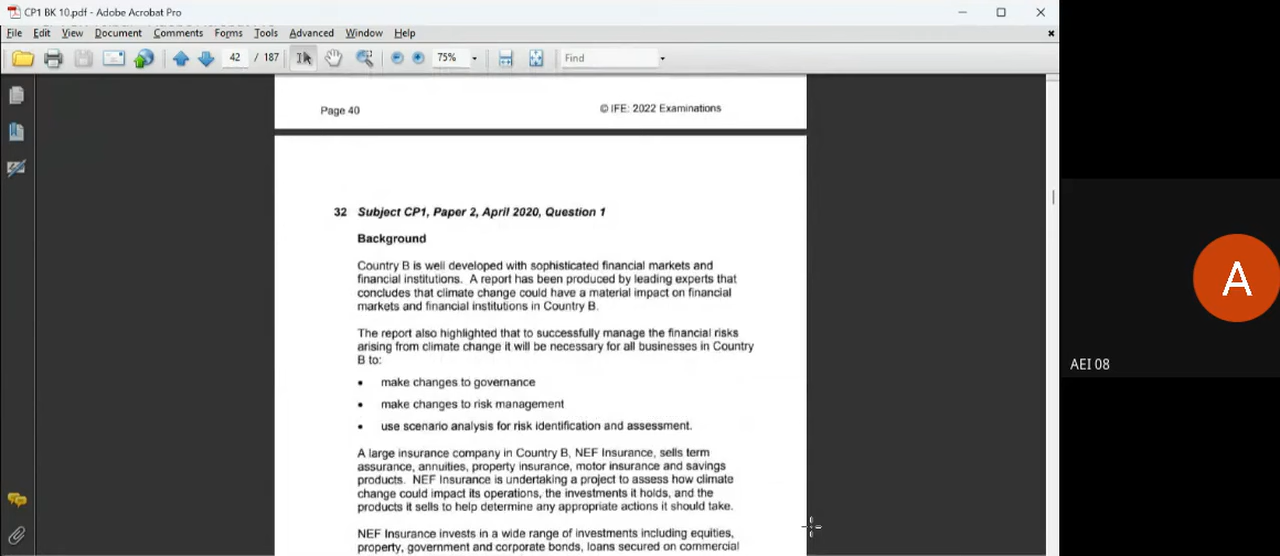 CP1 BK 10.pdf - Adobe Acrobat Pro
File Edit View Document Comments Forms Tools Advanced Window Help
42 / 187 75% Find
Page 40 © IFE: 2022 Examinations
32 Subject CP1, Paper 2, April 2020, Question 1
Background
Country B is well developed with sophisticated financial markets and
financial institutions. A report has been produced by leading experts that
concludes that climate change could have a material impact on financial
markets and financial institutions in Country B.
The report also highlighted that to successfully manage the financial risks
arising from climate change it will be necessary for all businesses in Country
B to:
• make changes to governance
• make changes to risk management
• use scenario analysis for risk identification and assessment.
A large insurance company in Country B, NEF Insurance, sells term
assurance, annuities, property insurance, motor insurance and savings
products. NEF Insurance is undertaking a project to assess how climate
change could impact its operations, the investments it holds, and the
products it sells to help determine any appropriate actions it should take.
NEF Insurance invests in a wide range of investments including equities,
property, government and corporate bonds, loans secured on commercial
A
AEI 08